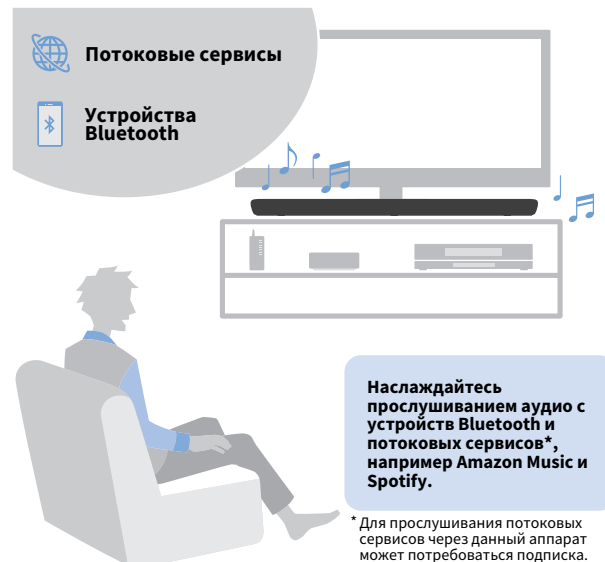 Потоковые сервисы
Устройства
Bluetooth
Наслаждайтесь
прослушиванием аудио с
устройств Bluetooth и
потоковых сервисов*,
например Amazon Music и
Spotify.
* Для прослушивания потоковых
сервисов через данный аппарат
может потребоваться подписка.